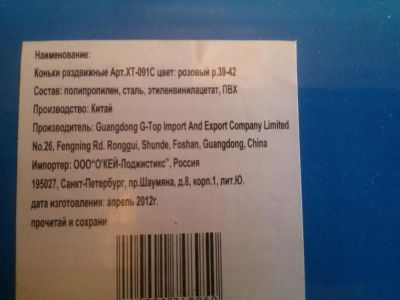 Наименование:
Коньки раздвижные Арт.XT-091C цвет: розовый р.39-42
Состав: полипропилен, сталь, этиленвинилацетат, ПВХ
Производство: Китай
Производитель: Guangdong G-Top Import And Export Company Limited
No.26, Fengning Rd. Ronggui, Shunde, Foshan, Guangdong, China
Импортер: ООО"О'КЕЙ-Лоджистикс", Россия
195027, Санкт-Петербург, пр.Шаумяна, д.8, корп.1, лит.Ю.
дата изготовления: апрель 2012г.
прочитай и сохрани